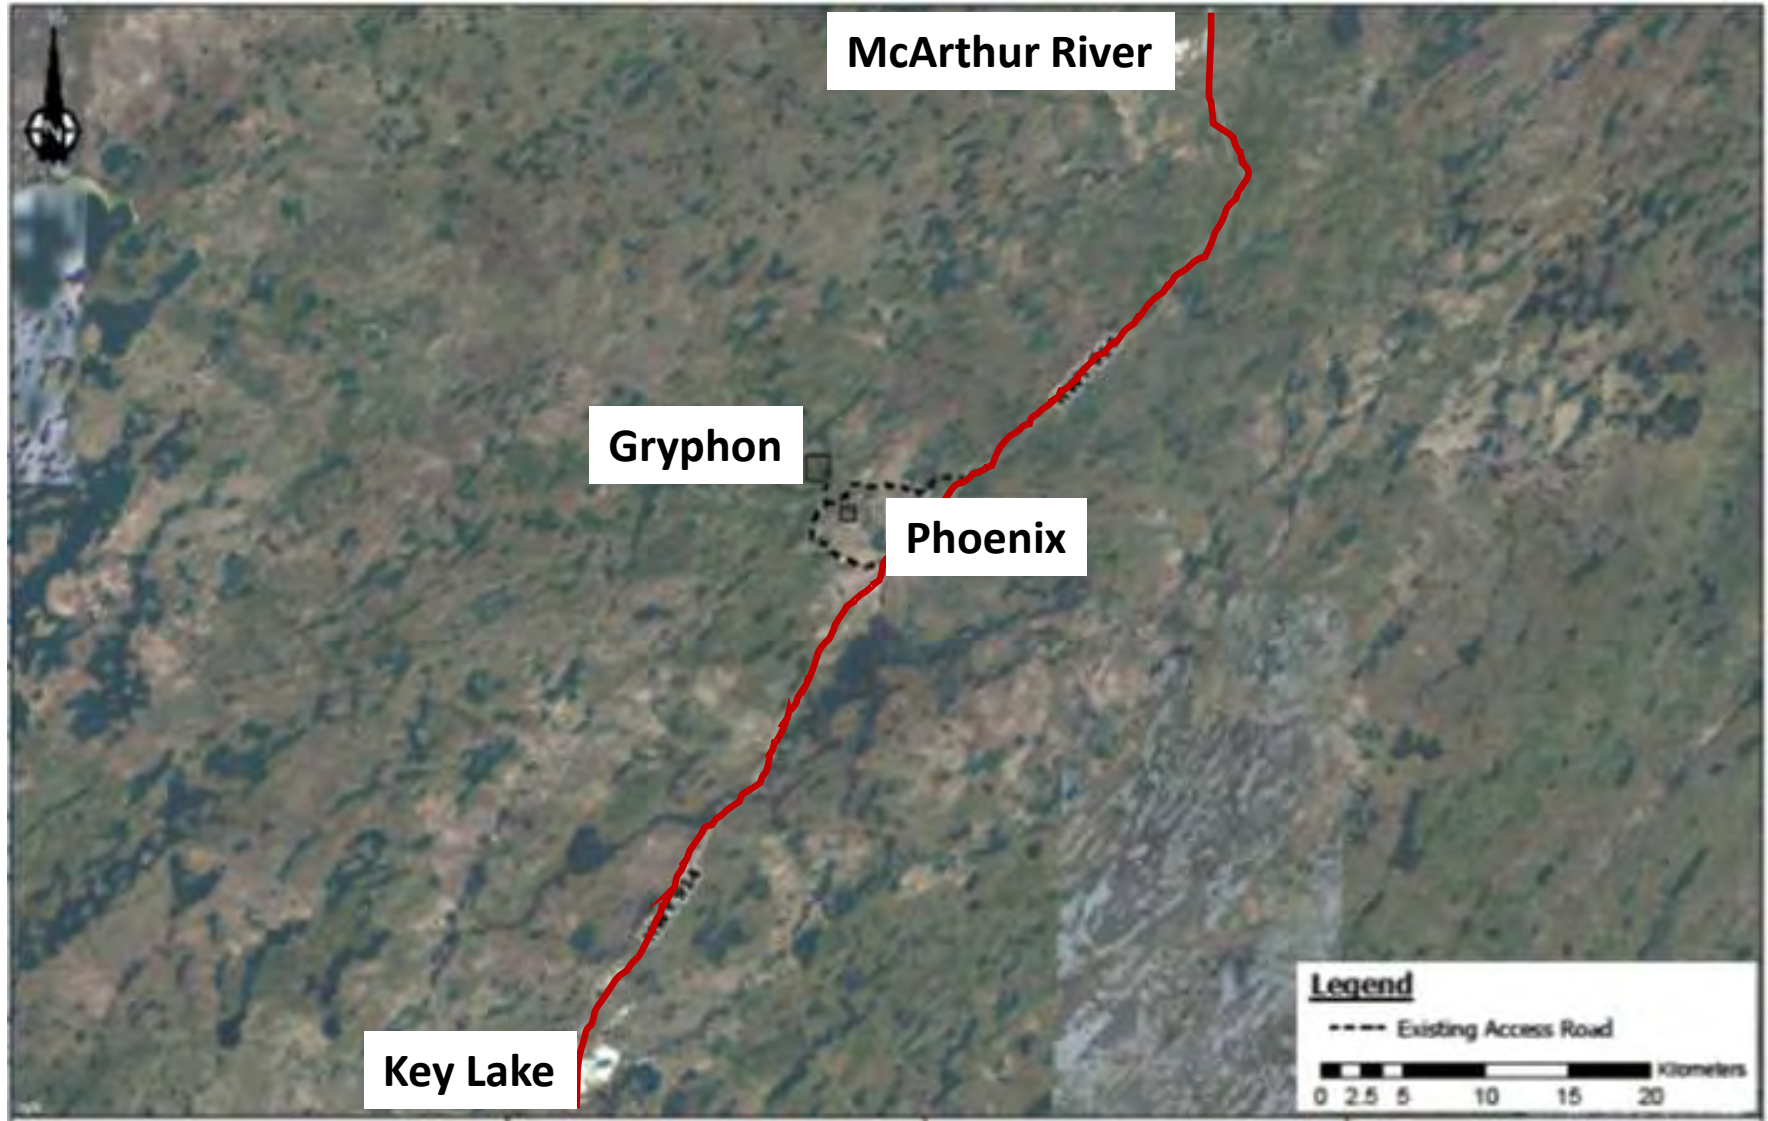 McArthur River
N
Gryphon
Phoenix
Key Lake
Legend
Existing Access Road
Kilometers
0 2.5 5 10 15 20